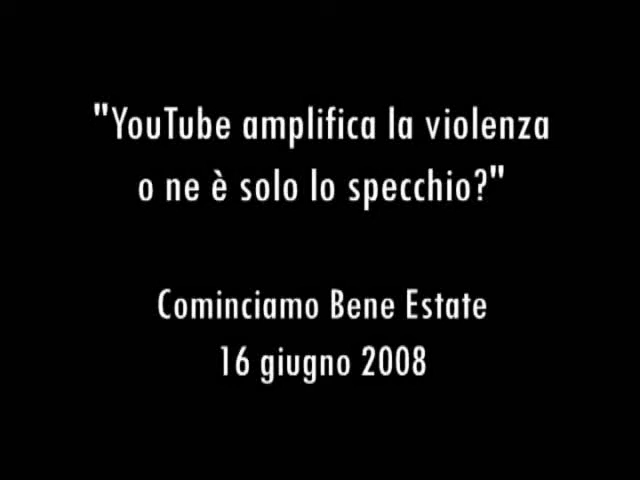 "YouTube amplifica la violenza
o ne è solo lo specchio?"
Cominciamo Bene Estate
16 giugno 2008